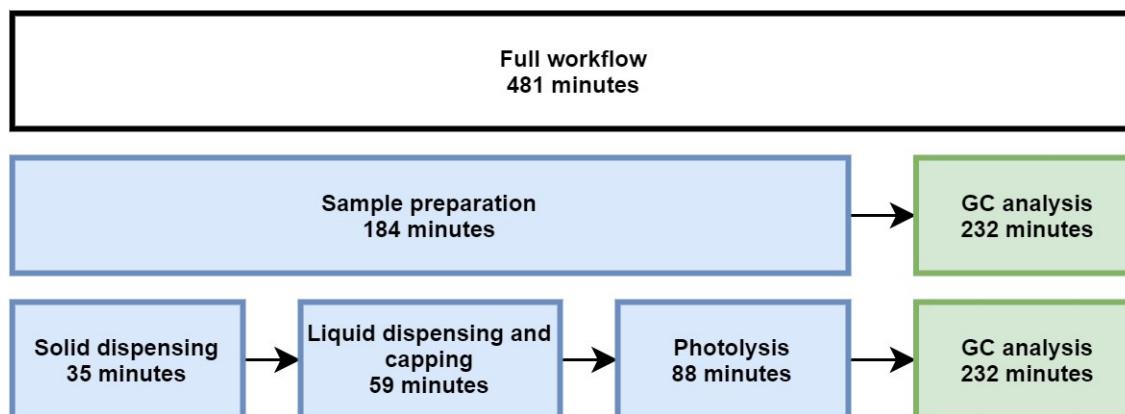 Full workflow
481 minutes
Sample preparation
184 minutes
GC analysis
232 minutes
Solid dispensing
35 minutes
Liquid dispensing and
capping
59 minutes
Photolysis
88 minutes
GC analysis
232 minutes